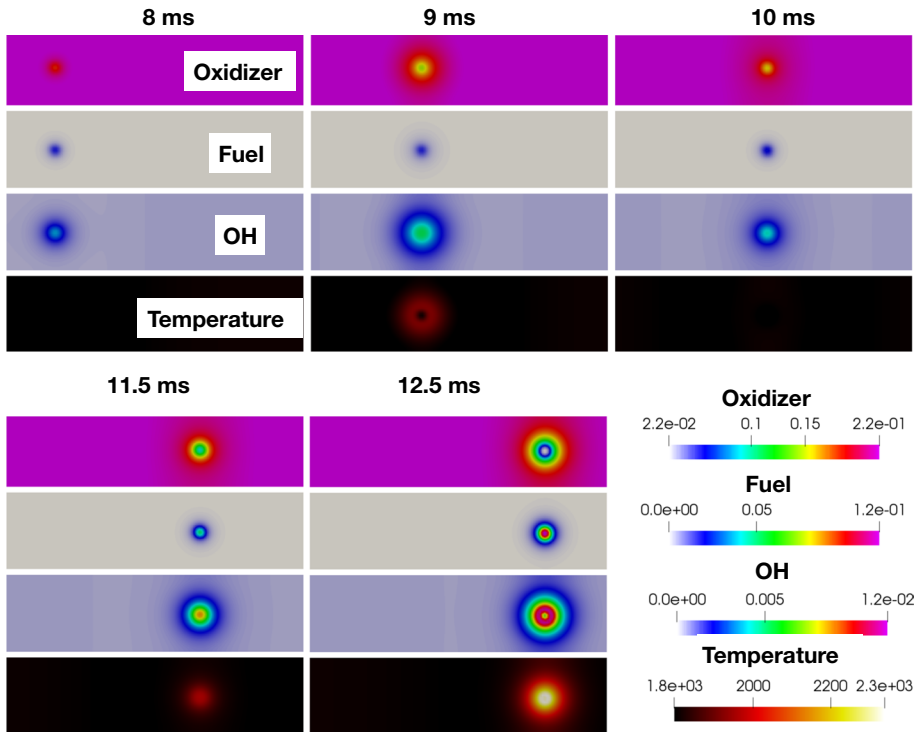 8 ms 9 ms 10 ms
Oxidizer
Fuel
OH
Temperature
11.5 ms 12.5 ms
Oxidizer
2.2e-02 0.1 0.15 2.2e-01
Fuel
0.0e+00 0.05 1.2e-01
OH
0.0e+00 0.005 1.2e-02
Temperature
1.8e+03 2000 2200 2.3e+03